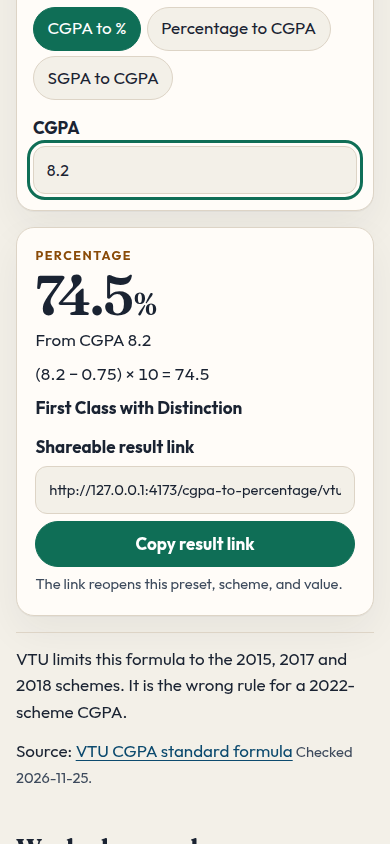 CGPA to %
Percentage to CGPA
SGPA to CGPA
CGPA
8.2
PERCENTAGE
74.5%
From CGPA 8.2
(8.2 − 0.75) × 10 = 74.5
First Class with Distinction
Shareable result link
http://127.0.0.1:4173/cgpa-to-percentage/vtu
Copy result link
The link reopens this preset, scheme, and value.
VTU limits this formula to the 2015, 2017 and
2018 schemes. It is the wrong rule for a 2022-
scheme CGPA.
Source: VTU CGPA standard formula Checked
2026-11-25.